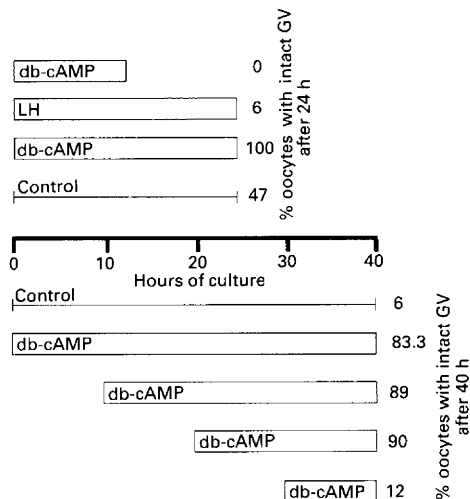 db-cAMP 0
LH 6
db-cAMP 100
Control 47
% oocytes with intact GV
after 24 h
0 10 20 30 40
Hours of culture
Control 6
db-cAMP 83.3
db-cAMP 89
db-cAMP 90
db-cAMP 12
% oocytes with intact GV
after 40 h